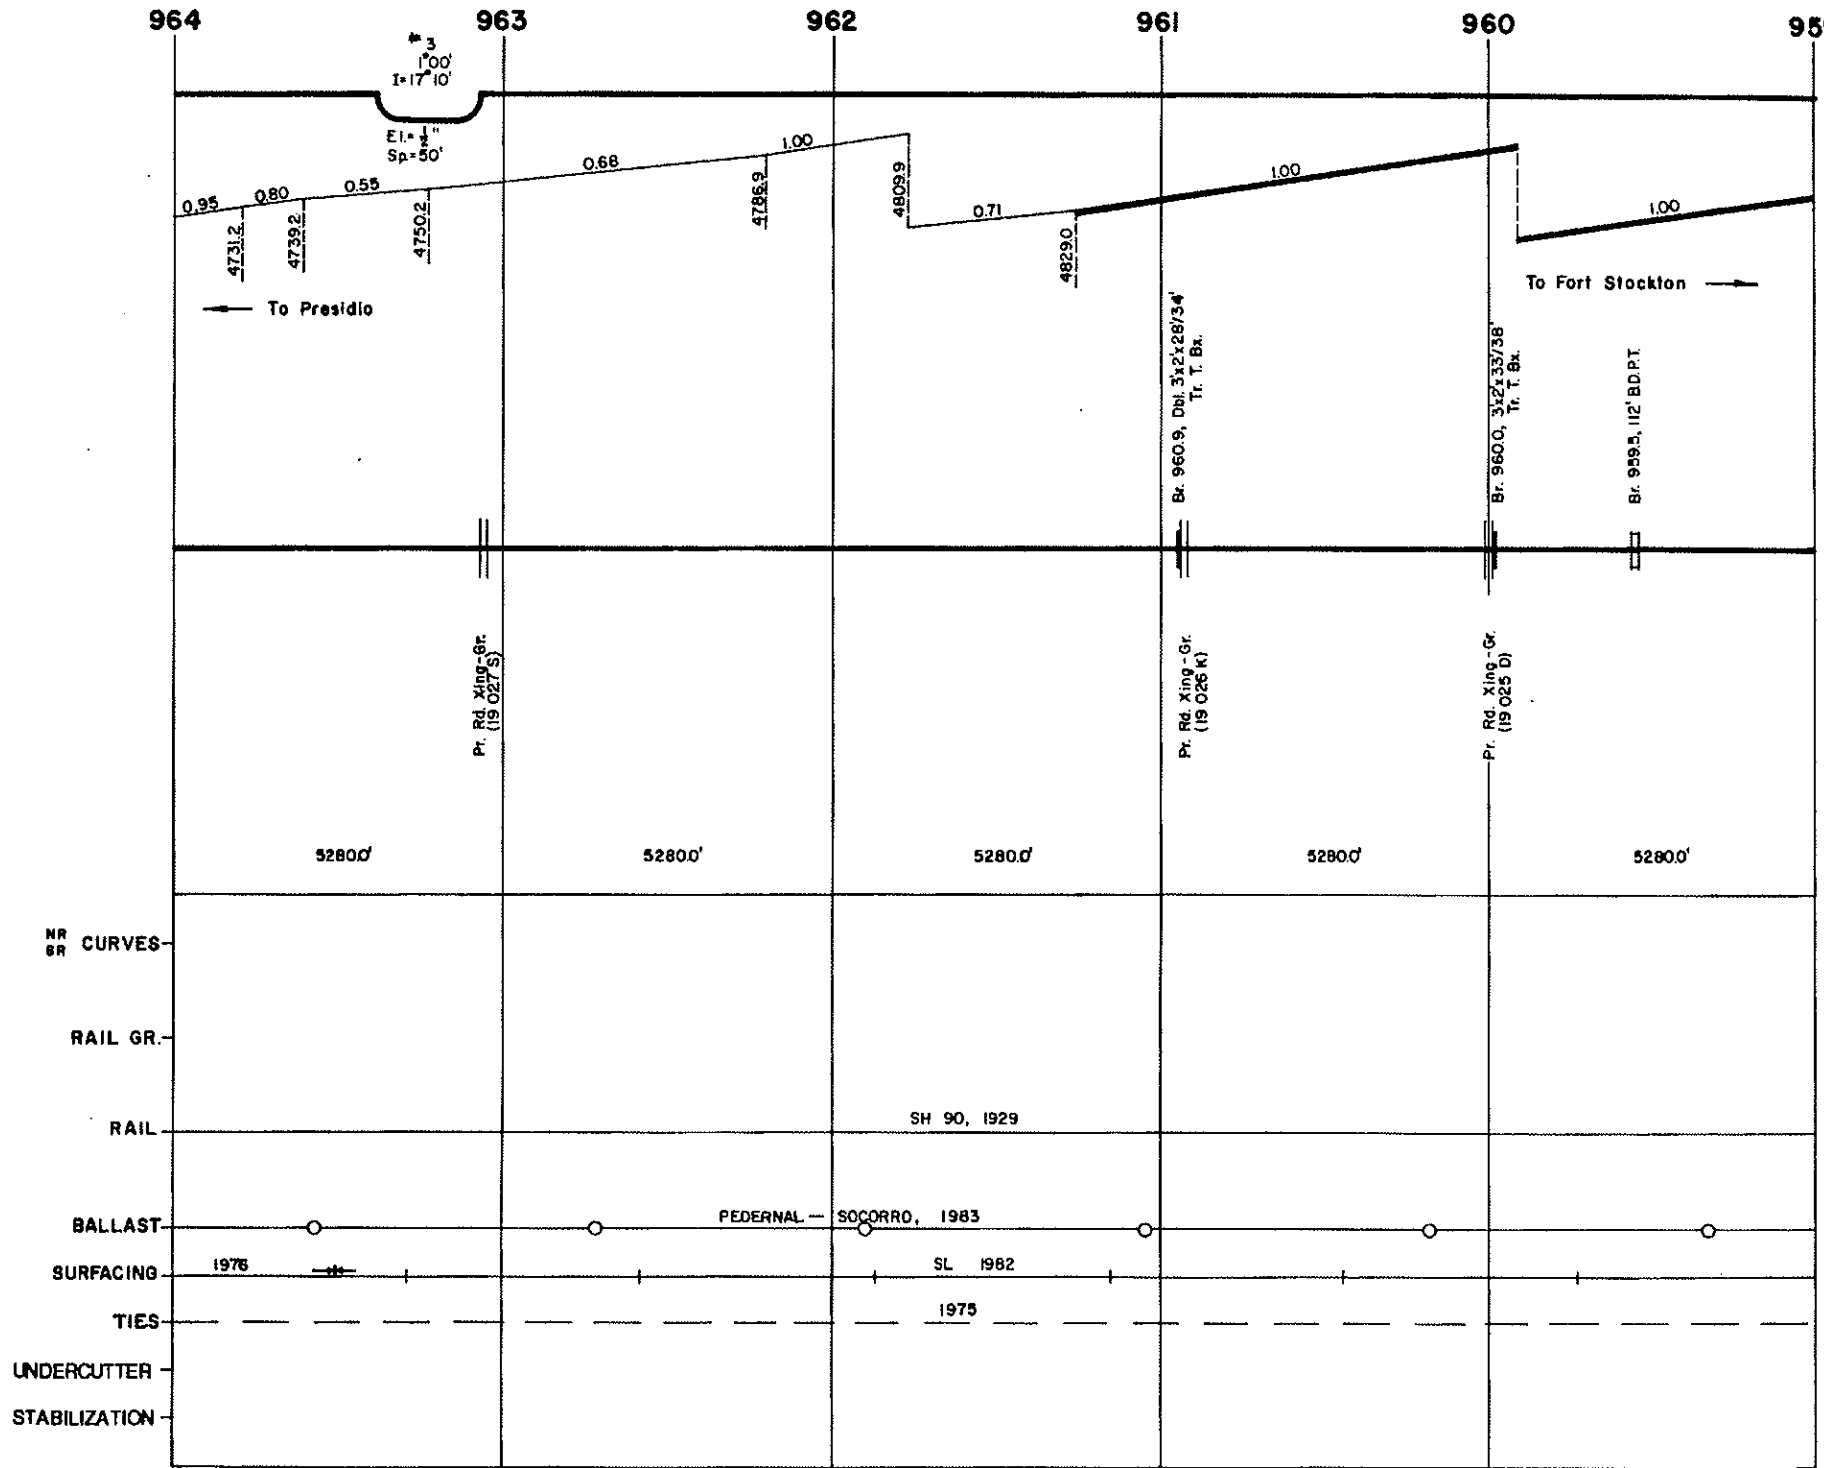 964 963 962 961 960
# 3
1°00'
I=17°10'
Sp.=50'
0.95 0.80 0.55 0.68 1.00 0.71 1.00 1.00
4731.2
4739.2
4750.2
4786.9
4809.9
4829.0
To Presidio
To Fort Stockton
Br. 960.9, Dbl. 3'x2'x28'/34'
Tr. T. Bx.
Br. 960.0, 3'x2'x33'/38'
Tr. T. Bx.
Br. 959.5, 112' B.D.P.T.
Pr. Rd. Xing-Gr.
(19 027 S)
Pr. Rd. Xing-Gr.
(19 026 K)
Pr. Rd. Xing-Gr.
(19 025 D)
5280.0' 5280.0' 5280.0' 5280.0' 5280.0'
CURVES
RAIL GR.
RAIL SH 90, 1929
BALLAST PEDERNAL — SOCORRO, 1983
SURFACING 1976 SL 1982
TIES 1975
UNDERCUTTER
STABILIZATION